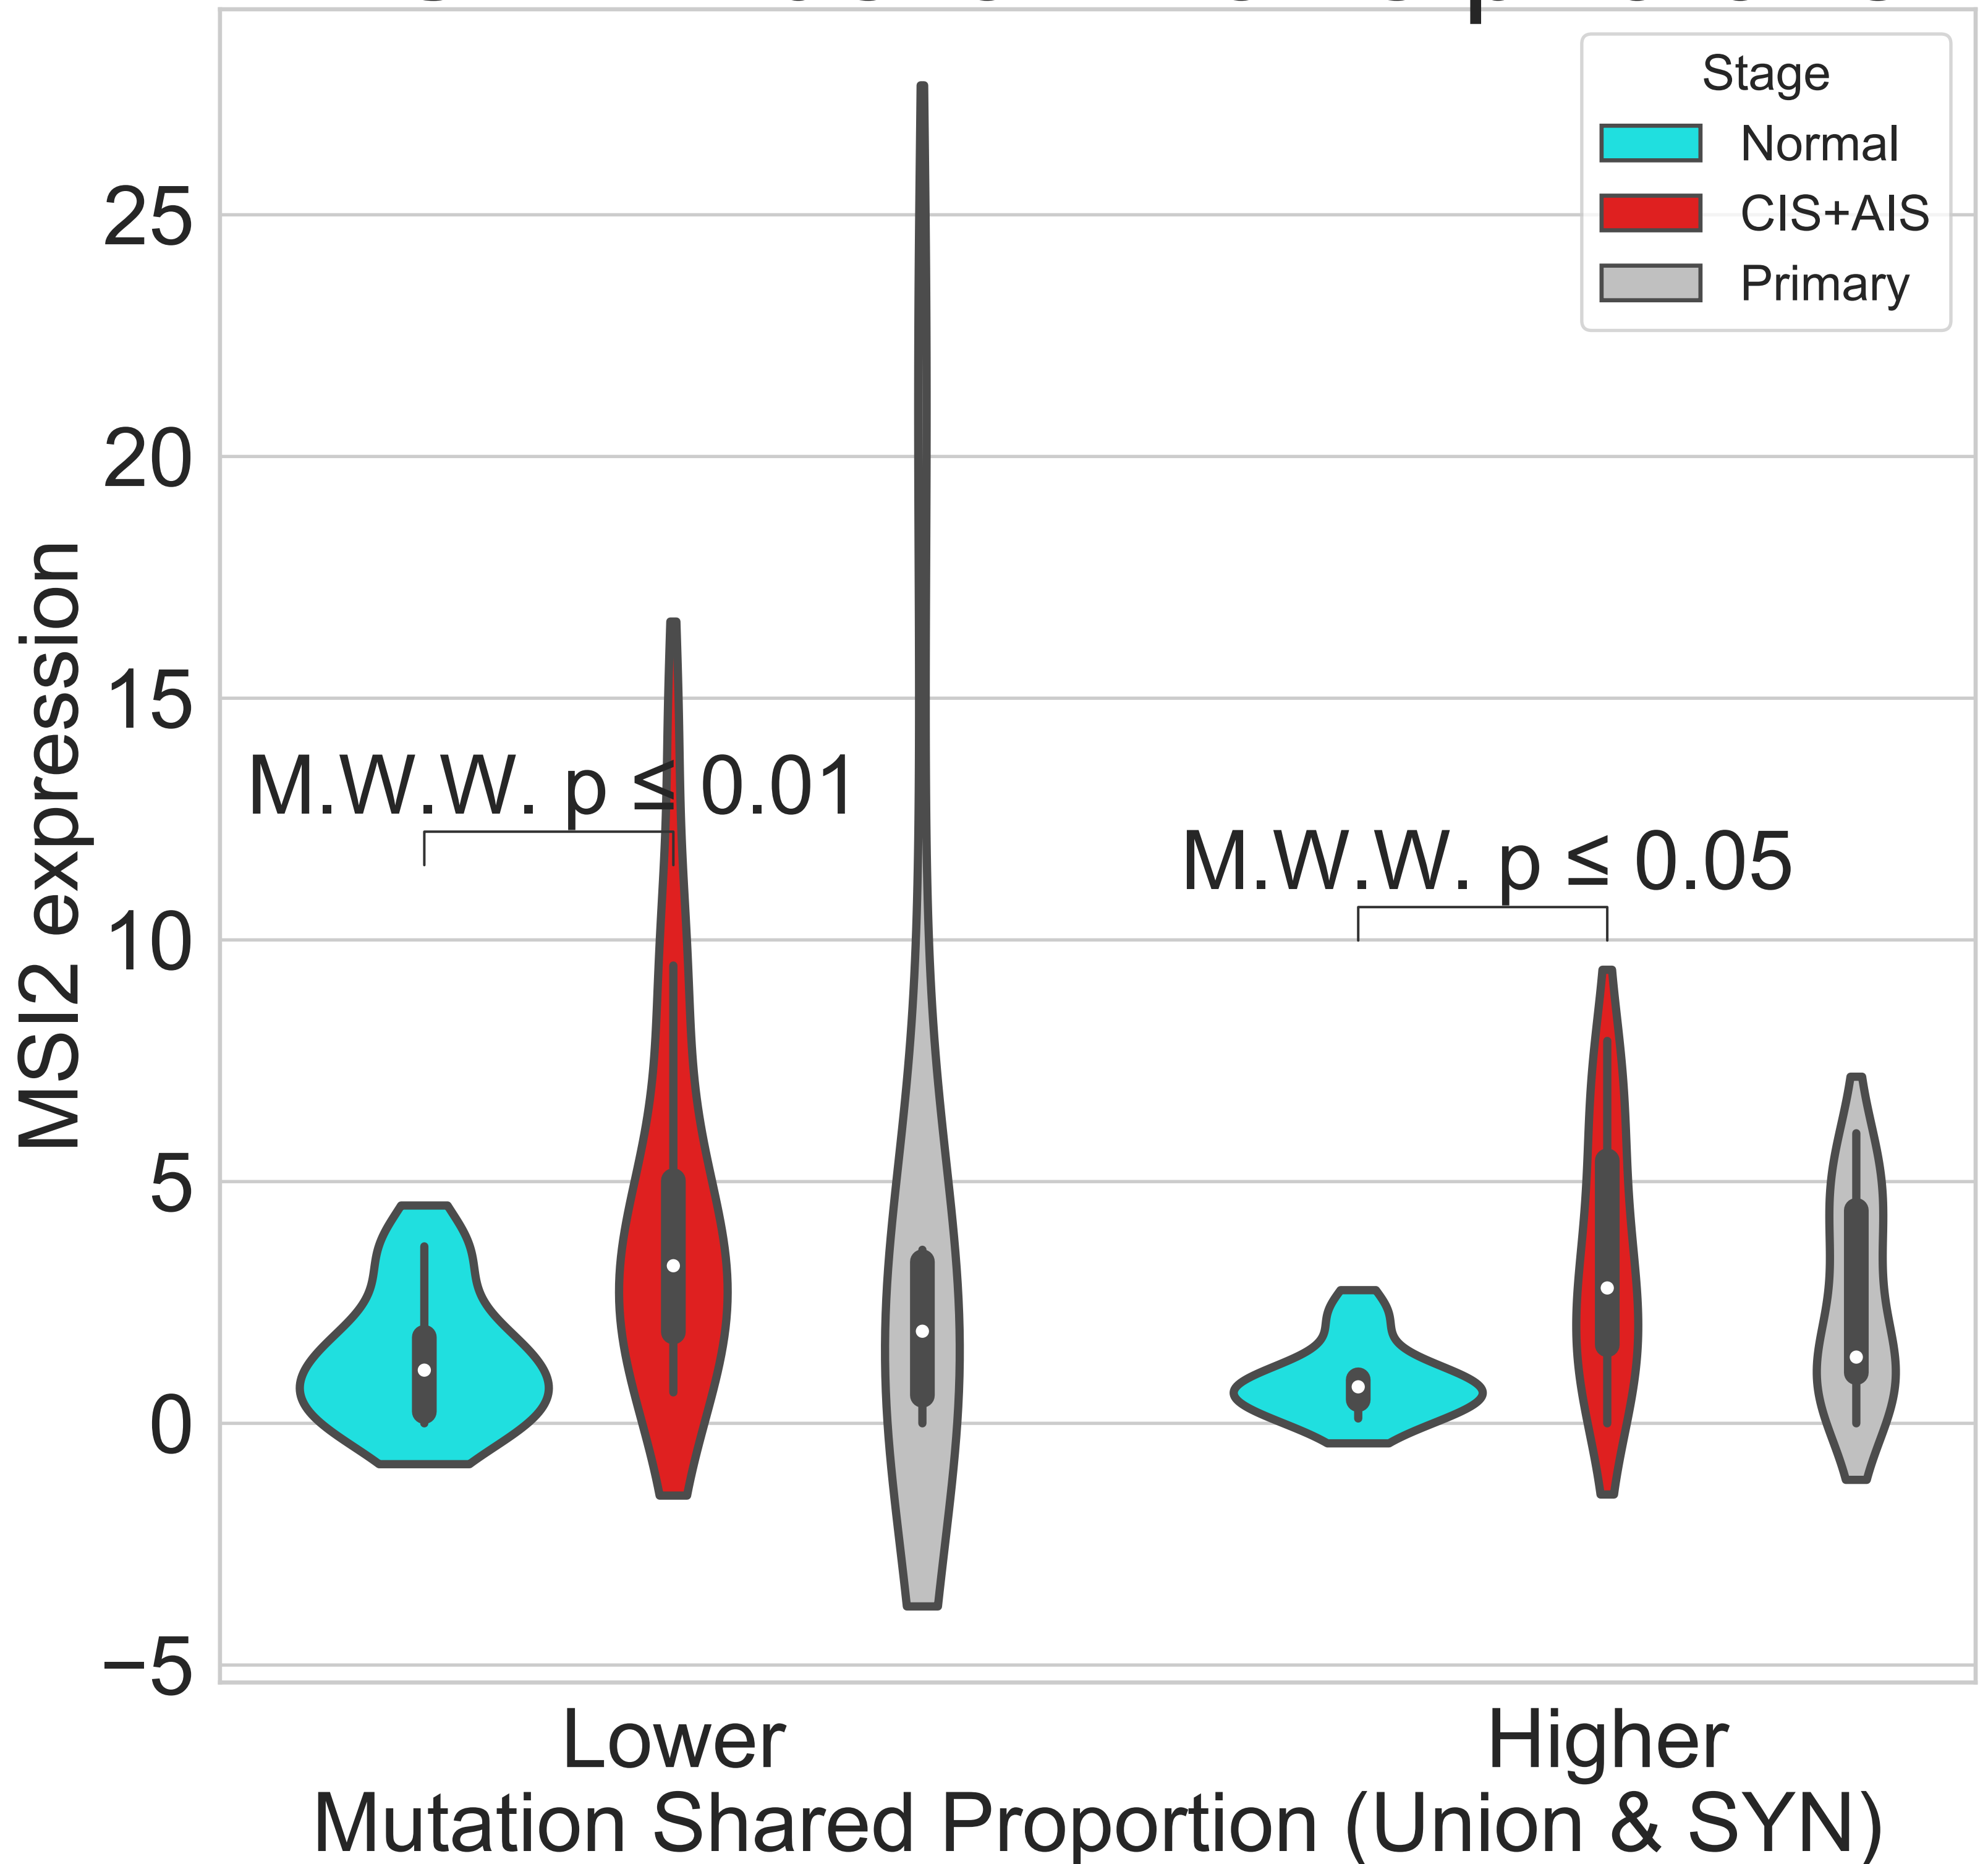 Stage
Normal
CIS+AIS
Primary
25
20
15
10
5
0
−5
MSI2 expression
M.W.W. p ≤ 0.01
M.W.W. p ≤ 0.05
Lower
Higher
Mutation Shared Proportion (Union & SYN)